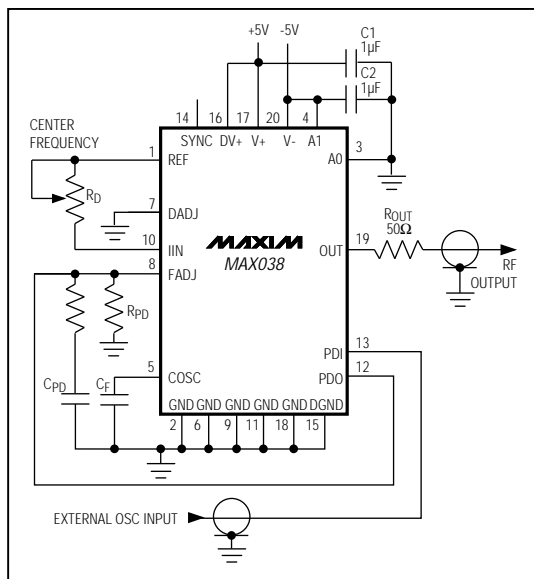 +5V -5V C1
1µF
C2
1µF
14 16 17 20 4
CENTER
FREQUENCY
SYNC DV+ V+ V- A1
1 REF A0 3
RD
7 DADJ
ROUT
50Ω
10 IIN MAXIM OUT 19
MAX038
8 FADJ RF
OUTPUT
RPD
PDI 13
5 COSC PDO 12
CPD CF
GND GND GND GND GND DGND
2 6 9 11 18 15
EXTERNAL OSC INPUT